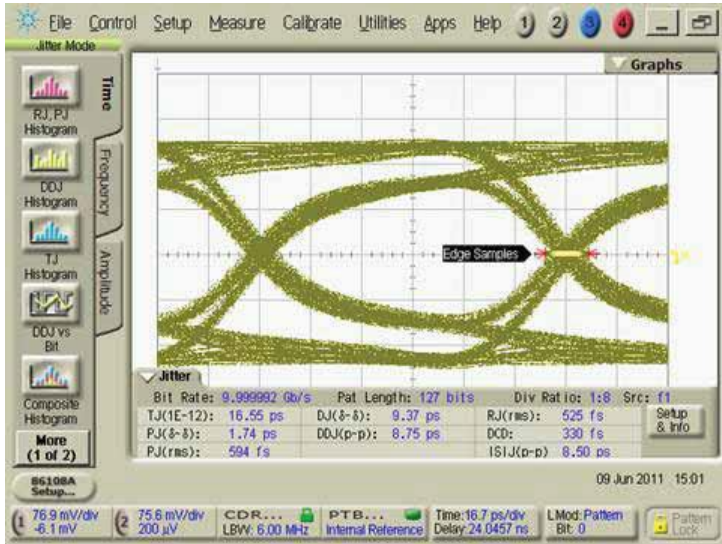 File Control Setup Measure Calibrate Utilities Apps Help 1 2 3 4
Jitter Mode
Graphs
Time
Frequency
Amplitude
RJ, PJ
Histogram
DDJ
Histogram
TJ
Histogram
DDJ vs
Bit
Composite
Histogram
More
(1 of 2)
86108A
Setup...
Edge Samples
Jitter
Bit Rate: 9.999992 Gb/s Pat Length: 127 bits Div Ratio: 1:8 Src: f1
TJ(1E-12): 16.55 ps DJ(δ-δ): 9.37 ps RJ(rms): 525 fs
PJ(δ-δ): 1.74 ps DDJ(p-p): 8.75 ps DCD: 330 fs
PJ(rms): 594 fs ISIJ(p-p) 8.50 ps
Setup
& Info
09 Jun 2011 15:01
1 76.9 mV/div
-6.1 mV
2 75.6 mV/div
200 µV
CDR...
LBW: 6.00 MHz
PTB...
Internal Reference
Time:16.7 ps/div
Delay:24.0457 ns
LMod: Pattern
Bit: 0
Pattern
Lock